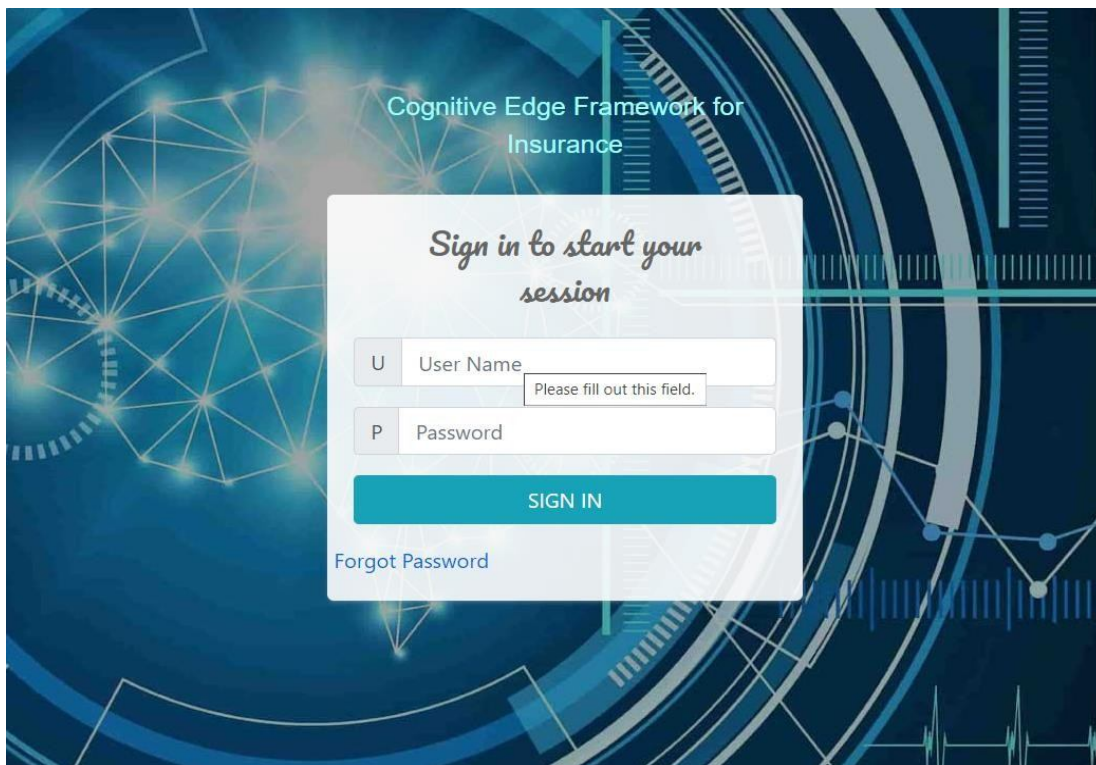 Cognitive Edge Framework for
Insurance
Sign in to start your
session
U User Name
Please fill out this field.
P Password
SIGN IN
Forgot Password